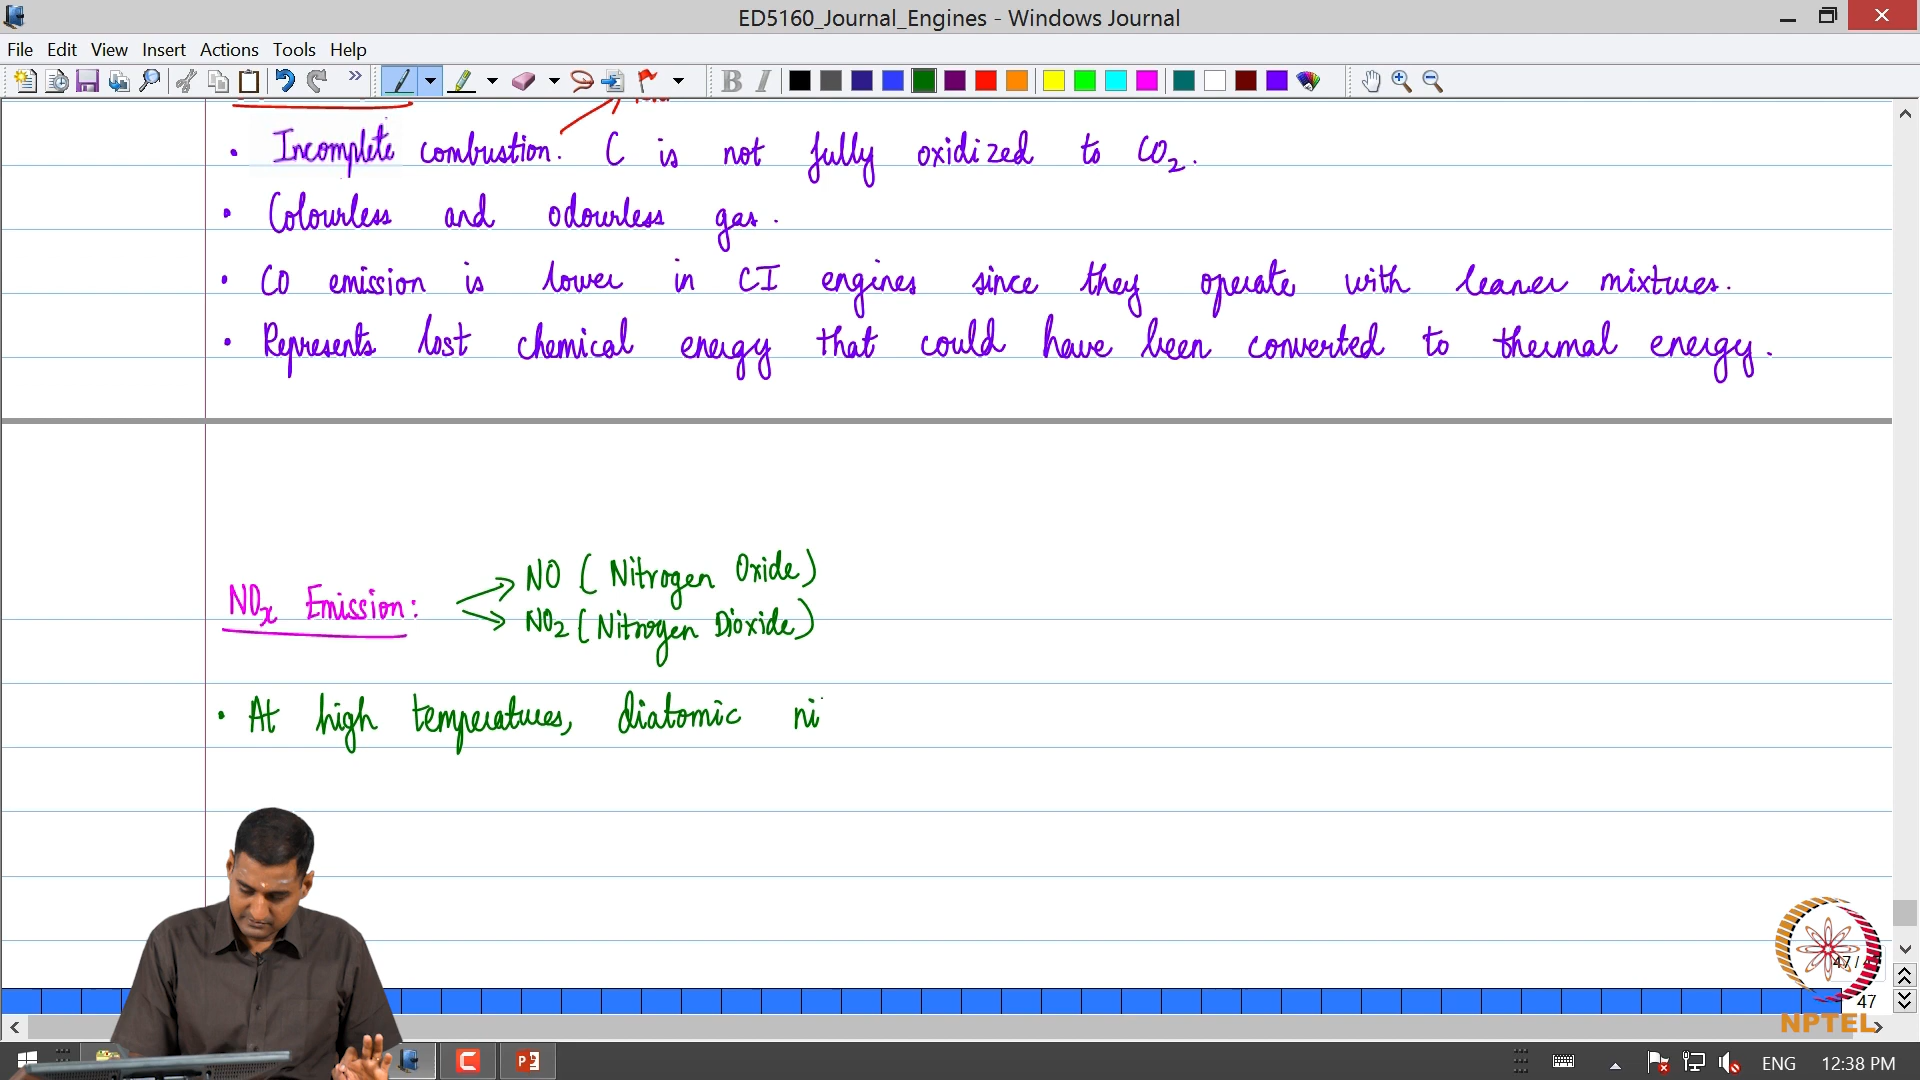 ED5160_Journal_Engines - Windows Journal
File Edit View Insert Actions Tools Help
B I
• Incomplete combustion. C is not fully oxidized to CO₂.
• Colourless and odourless gas.
• CO emission is lower in CI engines since they operate with leaner mixtures.
• Represents lost chemical energy that could have been converted to thermal energy.
NOx Emission:
NO (Nitrogen Oxide)
NO₂ (Nitrogen Dioxide)
• At high temperatures, diatomic ni
47
NPTEL
ENG 12:38 PM